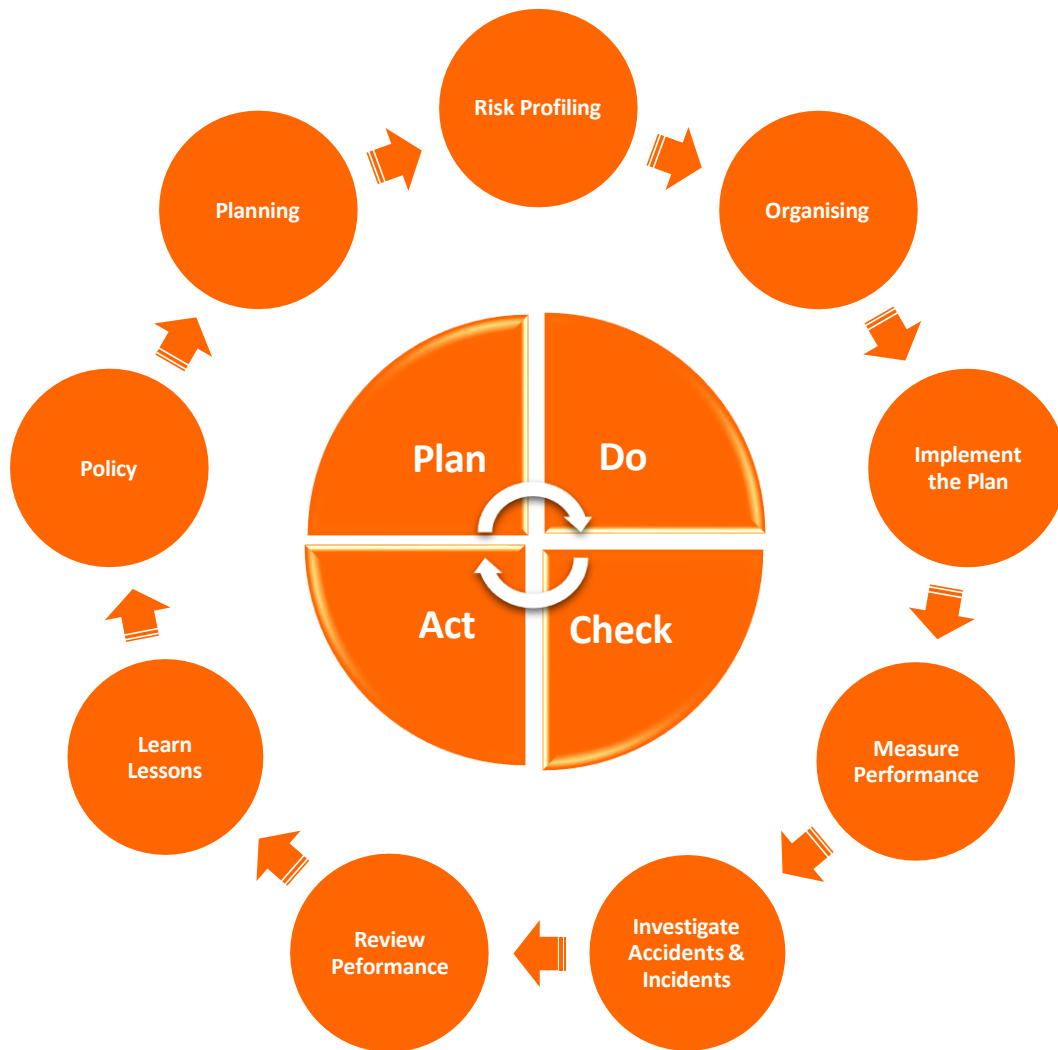 Risk Profiling
Planning
Organising
Policy
Implement
the Plan
Plan
Do
Act
Check
Learn
Lessons
Measure
Performance
Review
Peformance
Investigate
Accidents &
Incidents